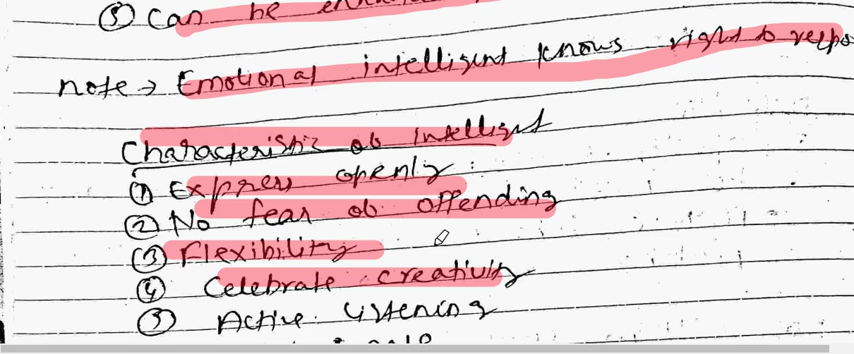 ⑤ Can be
Note → Emotional intelligent knows right to respo
Characteristic of intelligent
① Express openly :
② No fear of offending
③ Flexibility
④ Celebrate creativity
⑤ Active listening